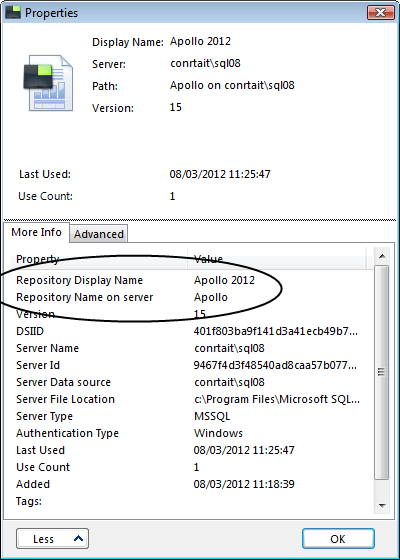 Properties
Display Name: Apollo 2012
Server: conrtait\sql08
Path: Apollo on conrtait\sql08
Version: 15
Last Used: 08/03/2012 11:25:47
Use Count: 1
More Info Advanced
Property Value
Repository Display Name Apollo 2012
Repository Name on server Apollo
Version 15
DSIID 401f803ba9f141d3a41ecb49b7...
Server Name conrtait\sql08
Server Id 9467f4d3f48540ad8caa57b077...
Server Data source conrtait\sql08
Server File Location c:\Program Files\Microsoft SQL...
Server Type MSSQL
Authentication Type Windows
Last Used 08/03/2012 11:25:47
Use Count 1
Added 08/03/2012 11:18:39
Tags:
Less OK